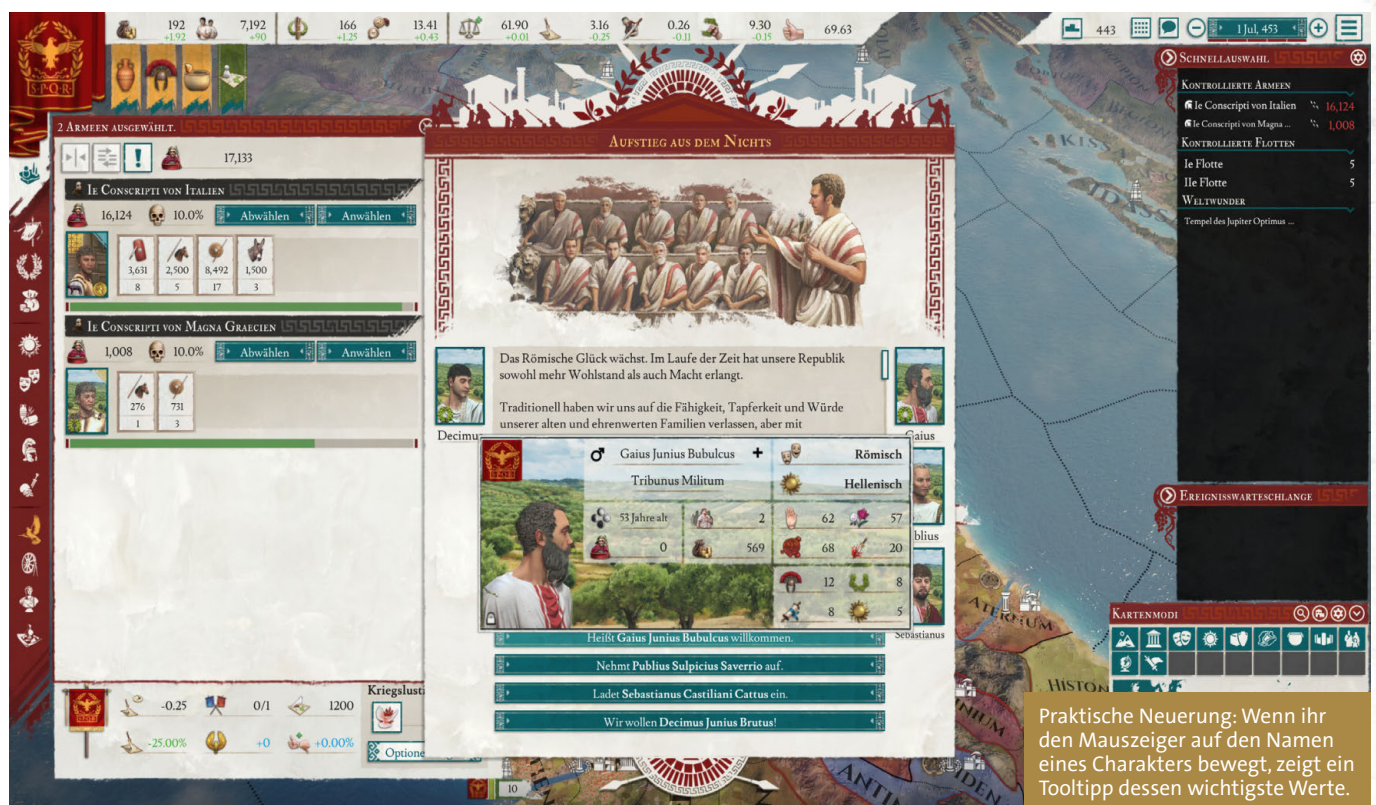 192
+1.92
7,192
+90
166
+1.25
13.41
+0.43
61.90
+0.01
3.16
-0.25
0.26
-0.11
9.30
-0.15
69.63
443
1 Jul, 453
S·P·Q·R
2 Armeen ausgewählt.
17,133
Ie Conscripti von Italien
16,124
10.0%
Abwählen
Anwählen
3,631
2,500
8,492
1,500
8
5
17
3
Ie Conscripti von Magna Graecien
1,008
10.0%
Abwählen
Anwählen
276
731
1
3
-0.25
0/1
1200
-25.00%
+0
+0.00%
Kriegslust
Optione
Aufstieg aus dem Nichts
Das Römische Glück wächst. Im Laufe der Zeit hat unsere Republik
sowohl mehr Wohlstand als auch Macht erlangt.
Traditionell haben wir uns auf die Fähigkeit, Tapferkeit und Würde
unserer alten und ehrenwerten Familien verlassen, aber mit
Decimus
Gaius
blius
Sebastianus
Gaius Junius Bubulcus
Tribunus Militum
Römisch
Hellenisch
53 Jahre alt
2
62
57
0
569
68
20
12
8
8
5
Heißt Gaius Junius Bubulcus willkommen.
Nehmt Publius Sulpicius Saverrio auf.
Ladet Sebastianus Castiliani Cattus ein.
Wir wollen Decimus Junius Brutus!
10
Schnellauswahl
Kontrollierte Armeen
Ie Conscripti von Italien 16,124
Ie Conscripti von Magna ... 1,008
Kontrollierte Flotten
Ie Flotte 5
IIe Flotte 5
Weltwunder
Tempel des Jupiter Optimus ...
Ereigniswarteschlange
Kartenmodi
KISSA
ATERNUM
HISTON
ANTIN
Praktische Neuerung: Wenn ihr
den Mauszeiger auf den Namen
eines Charakters bewegt, zeigt ein
Tooltipp dessen wichtigste Werte.